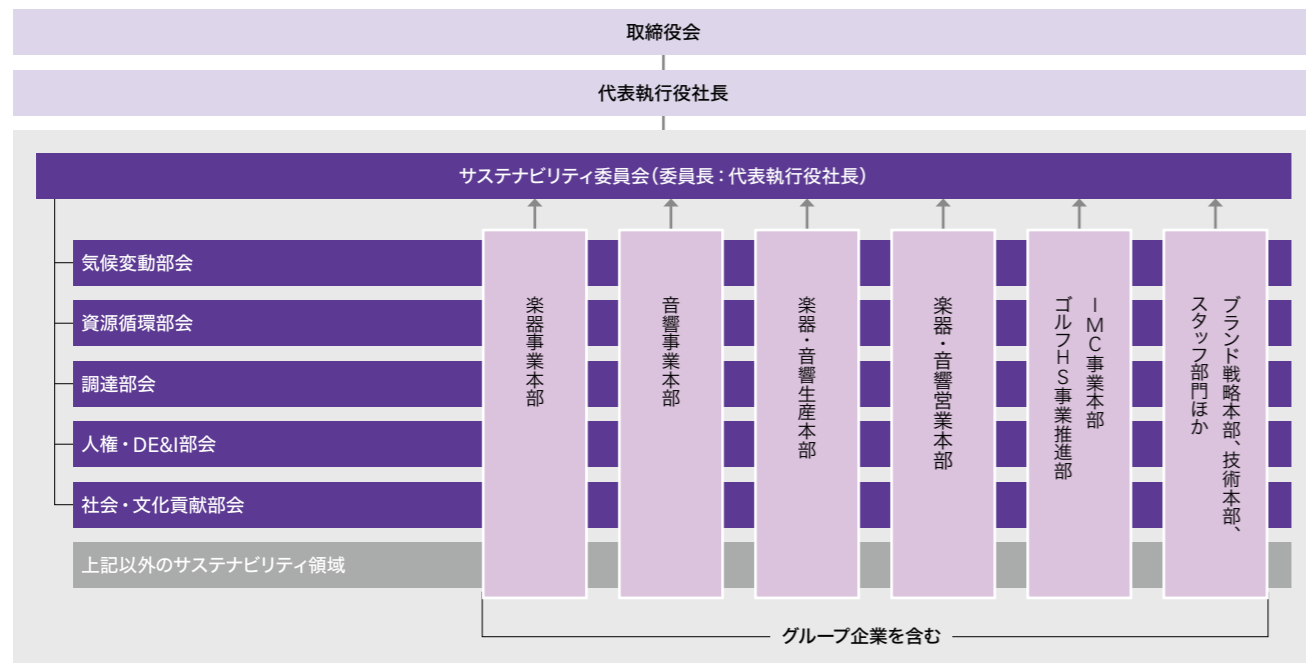 取締役会
代表執行役社長
サステナビリティ委員会（委員長：代表執行役社長）
気候変動部会
資源循環部会
調達部会
人権・DE&I部会
社会・文化貢献部会
上記以外のサステナビリティ領域
楽器事業本部
音響事業本部
楽器・音響生産本部
楽器・音響営業本部
IMC事業本部
ゴルフHS事業推進部
ブランド戦略本部、技術本部、
スタッフ部門ほか
グループ企業を含む